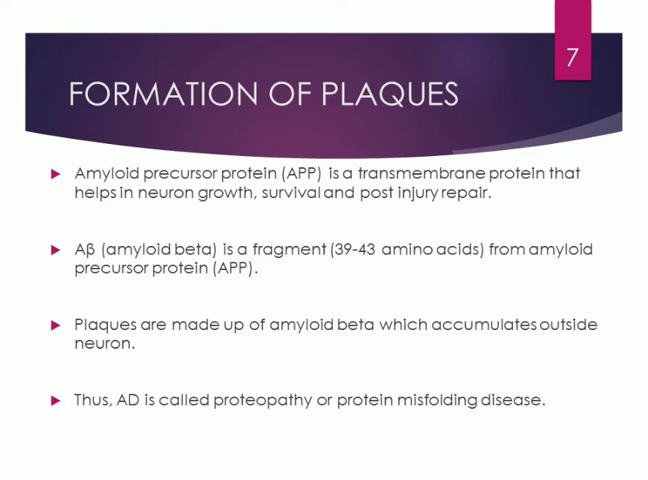 7
FORMATION OF PLAQUES
Amyloid precursor protein (APP) is a transmembrane protein that
helps in neuron growth, survival and post injury repair.
Aβ (amyloid beta) is a fragment (39-43 amino acids) from amyloid
precursor protein (APP).
Plaques are made up of amyloid beta which accumulates outside
neuron.
Thus, AD is called proteopathy or protein misfolding disease.